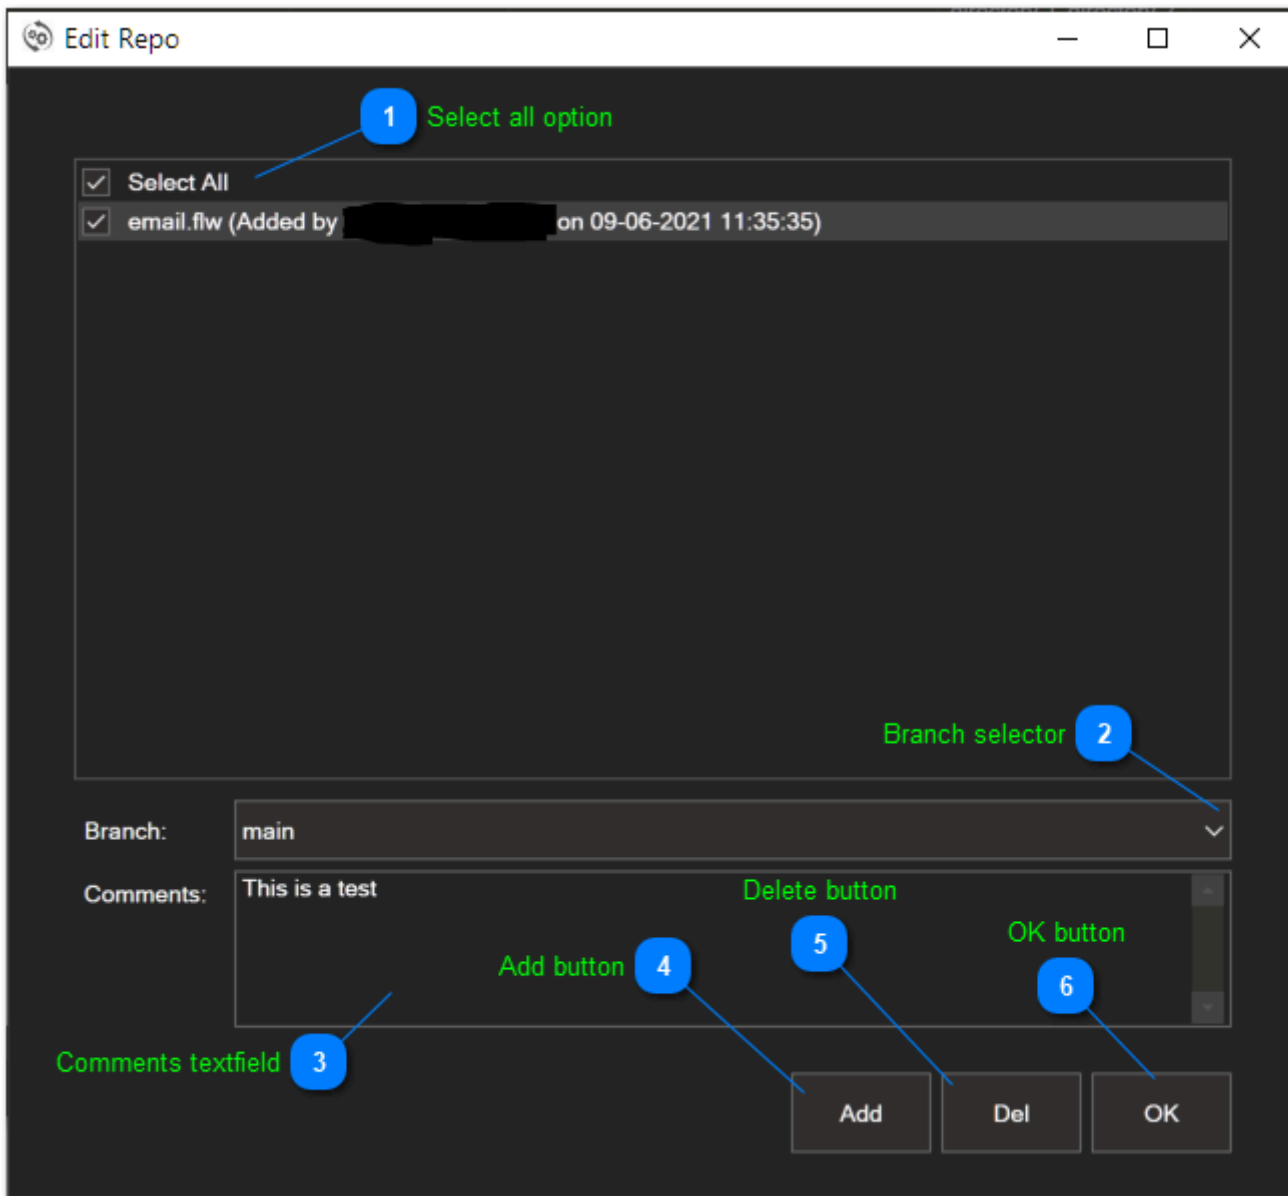 Edit Repo
1 Select all option
Select All
email.flw (Added by on 09-06-2021 11:35:35)
Branch selector 2
Branch: main
Comments: This is a test
Delete button
5
OK button
6
Add button 4
Comments textfield 3
Add Del OK